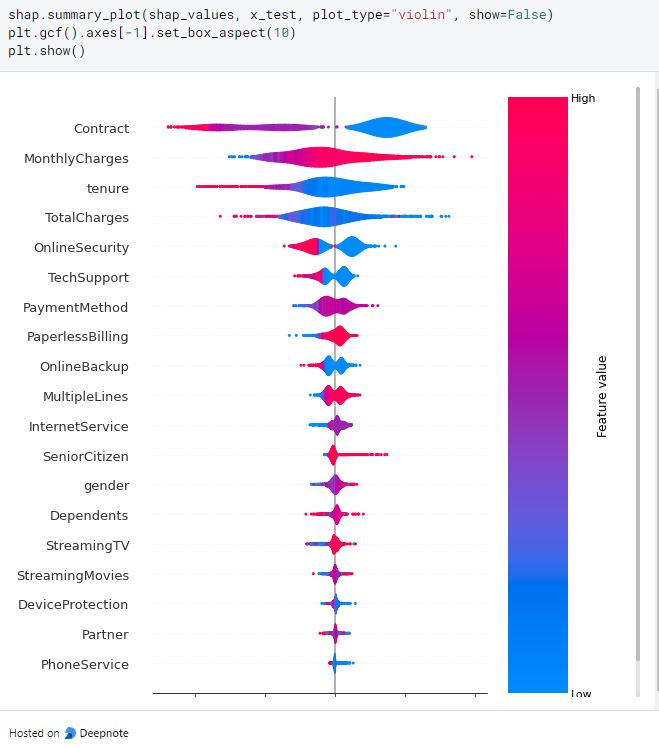 shap.summary_plot(shap_values, x_test, plot_type="violin", show=False)
plt.gcf().axes[-1].set_box_aspect(10)
plt.show()
High
Contract
MonthlyCharges
tenure
TotalCharges
OnlineSecurity
TechSupport
PaymentMethod
PaperlessBilling
OnlineBackup
MultipleLines
InternetService
SeniorCitizen
gender
Dependents
StreamingTV
StreamingMovies
DeviceProtection
Partner
PhoneService
Feature value
Low
Hosted on Deepnote